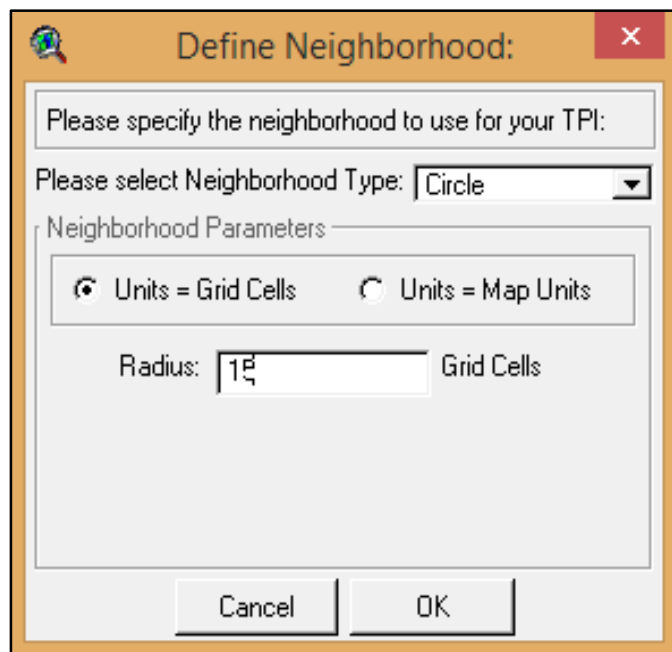 Define Neighborhood:
Please specify the neighborhood to use for your TPI:
Please select Neighborhood Type: Circle
Neighborhood Parameters
Units = Grid Cells Units = Map Units
Radius: Grid Cells
Cancel OK